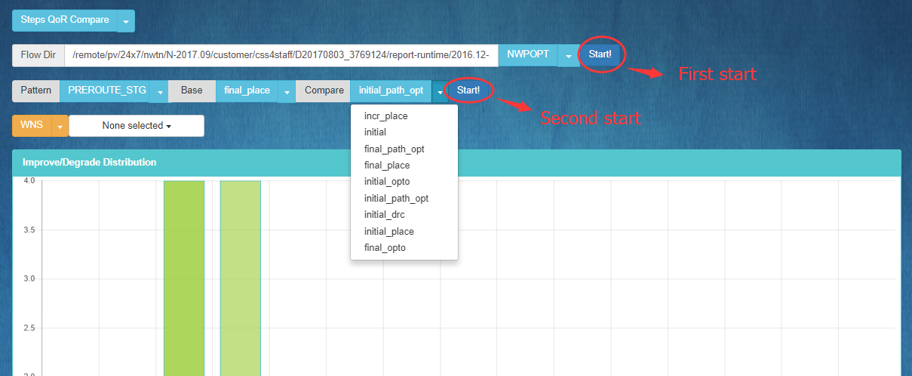 Steps QoR Compare
Flow Dir /remote/pv/24x7/nwtn/N-2017.09/customer/css4staff/D20170803_3769124/report-runtime/2016.12- NWPOPT Start!
First start
Pattern PREROUTE_STG Base final_place Compare initial_path_opt Start!
Second start
WNS None selected
incr_place
initial
final_path_opt
final_place
initial_opto
initial_path_opt
initial_drc
initial_place
final_opto
Improve/Degrade Distribution
4.0
3.5
3.0
2.5
2.0